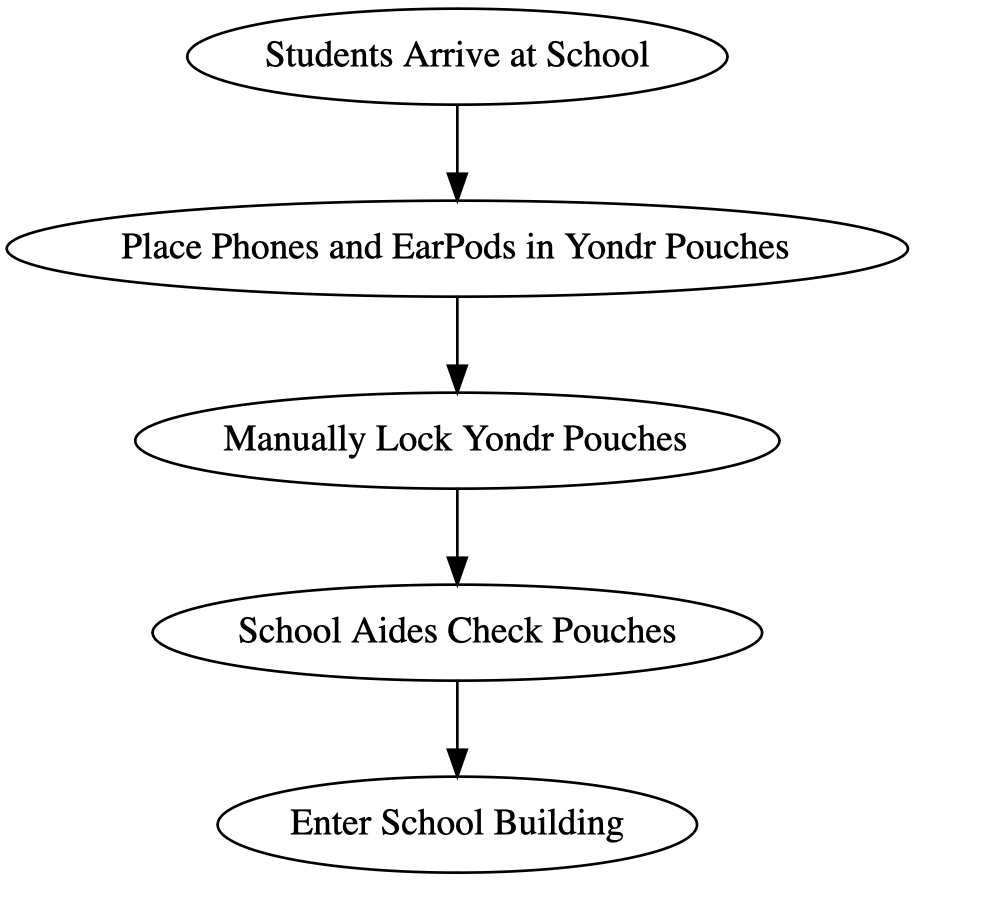 Students Arrive at School
Place Phones and EarPods in Yondr Pouches
Manually Lock Yondr Pouches
School Aides Check Pouches
Enter School Building